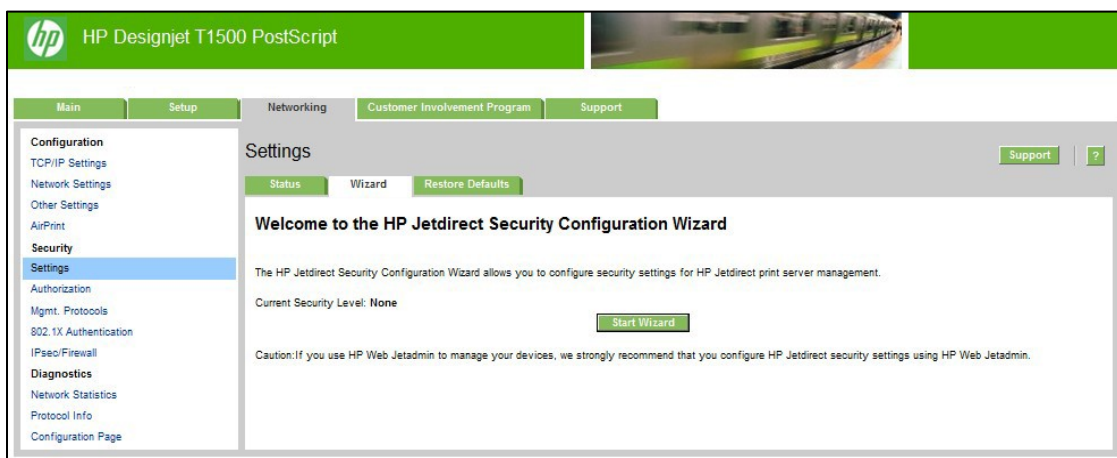 hp HP Designjet T1500 PostScript
Main Setup Networking Customer Involvement Program Support
Configuration
TCP/IP Settings
Network Settings
Other Settings
AirPrint
Security
Settings
Authorization
Mgmt. Protocols
802.1X Authentication
IPsec/Firewall
Diagnostics
Network Statistics
Protocol Info
Configuration Page
Settings
Support ?
Status Wizard Restore Defaults
Welcome to the HP Jetdirect Security Configuration Wizard
The HP Jetdirect Security Configuration Wizard allows you to configure security settings for HP Jetdirect print server management.
Current Security Level: None
Start Wizard
Caution:If you use HP Web Jetadmin to manage your devices, we strongly recommend that you configure HP Jetdirect security settings using HP Web Jetadmin.